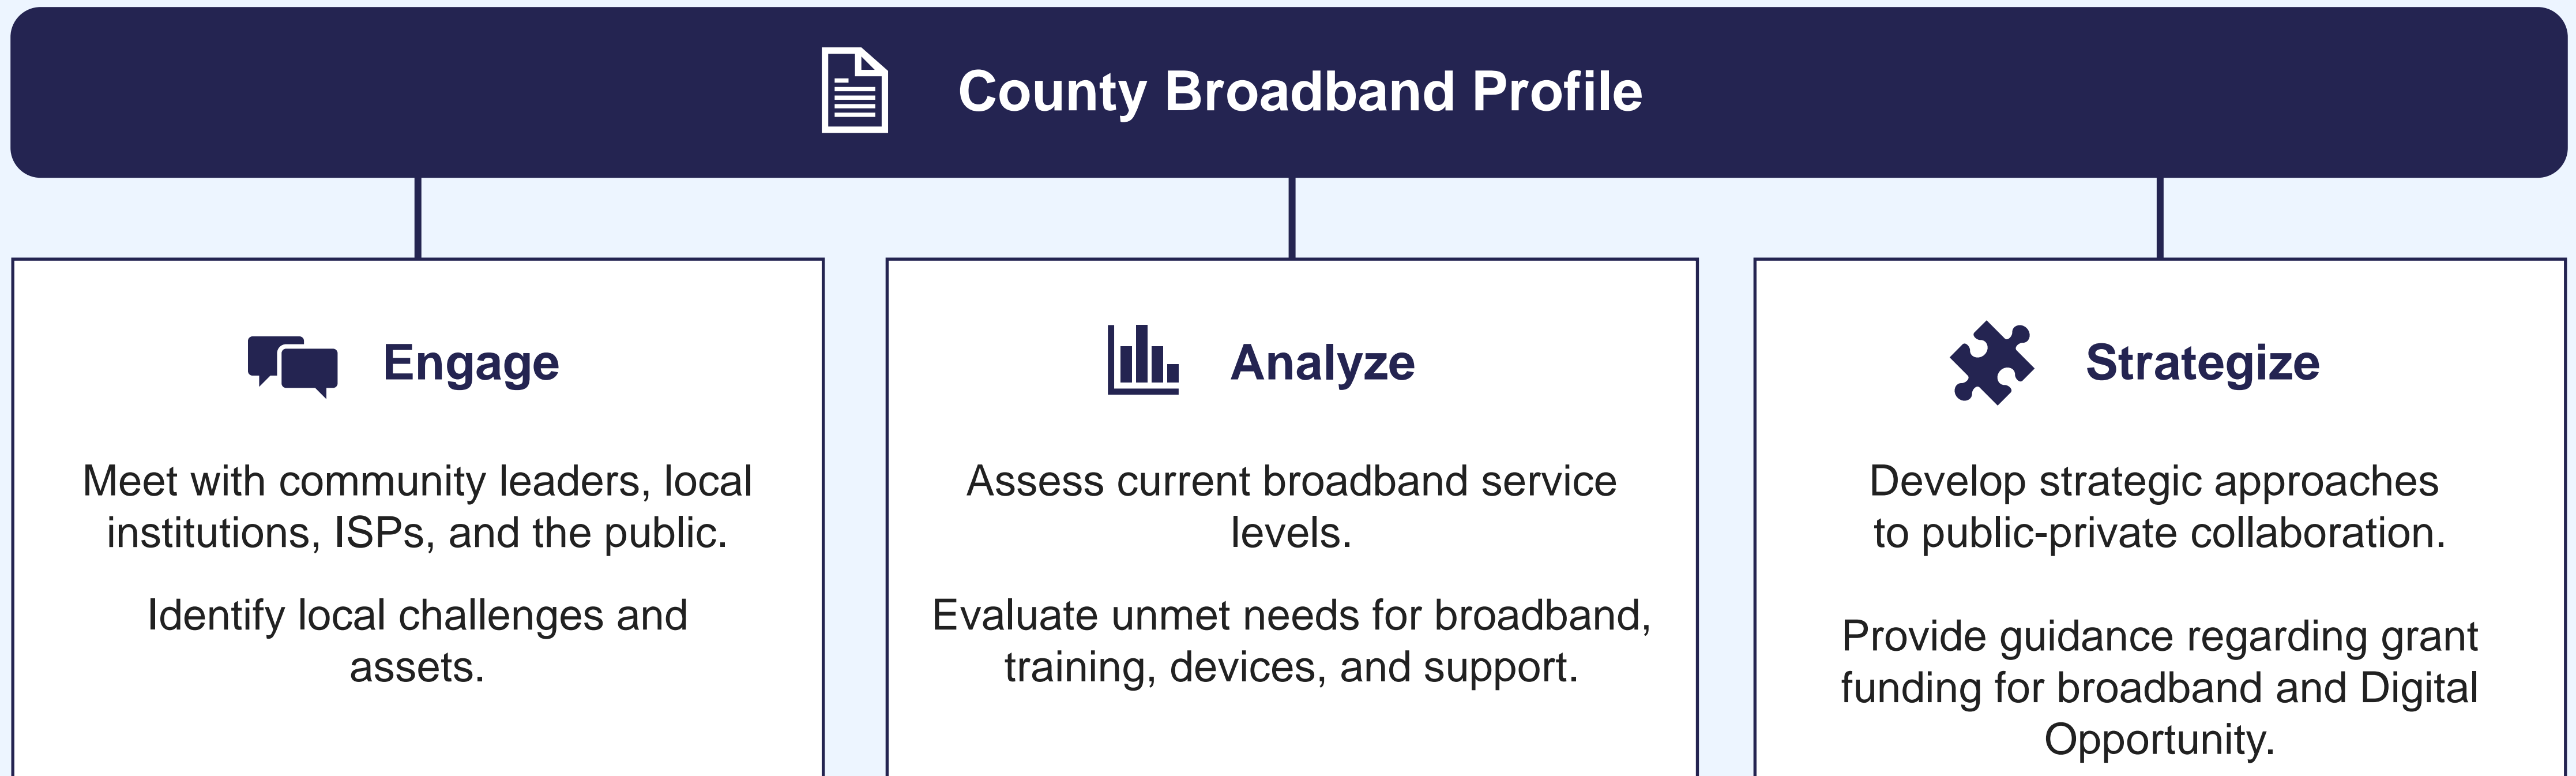 County Broadband Profile
Engage
Meet with community leaders, local
institutions, ISPs, and the public.
Identify local challenges and
assets.
Analyze
Assess current broadband service
levels.
Evaluate unmet needs for broadband,
training, devices, and support.
Strategize
Develop strategic approaches
to public-private collaboration.
Provide guidance regarding grant
funding for broadband and Digital
Opportunity.